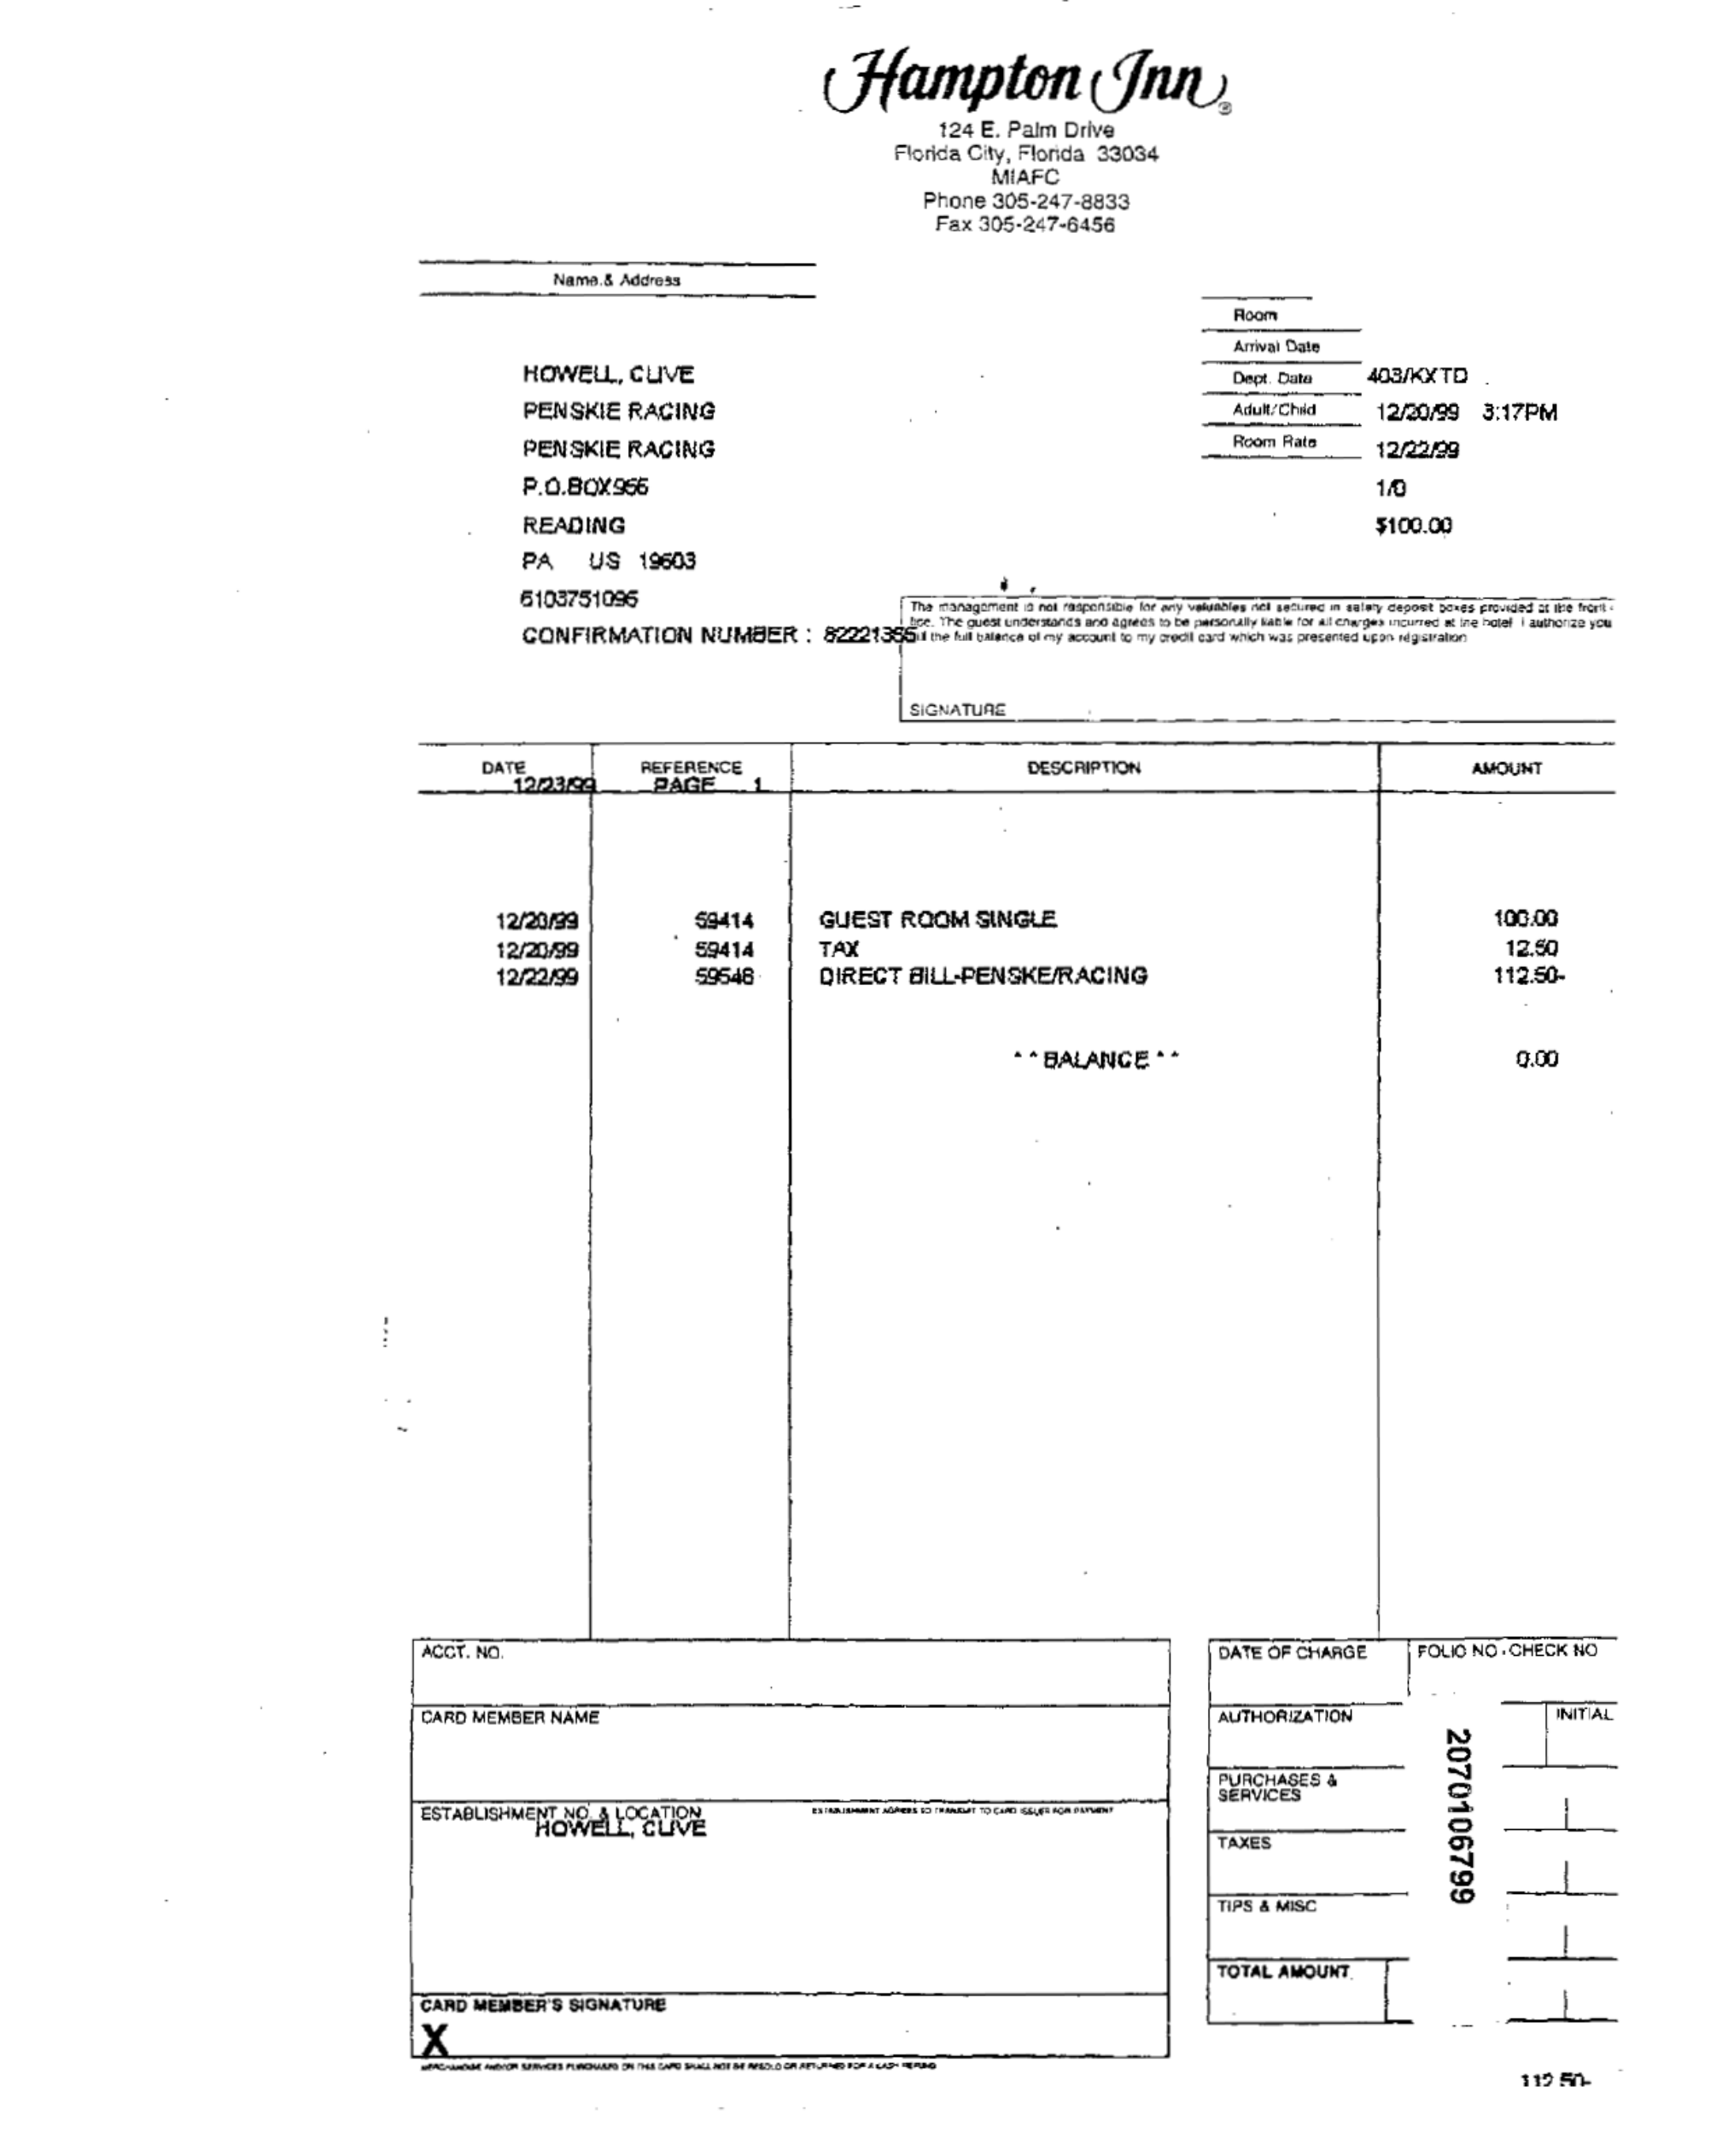 Hampton Inn®
124 E. Palm Drive
Florida City, Florida 33034
MIAFC
Phone 305-247-8833
Fax 305-247-6456
Name & Address
Room
Arrival Date
Dept. Date 403/KXTD
Adult/Child 12/20/99 3:17PM
Room Rate 12/22/99
1/0
$100.00
HOWELL, CLIVE
PENSKIE RACING
PENSKIE RACING
P.O.BOX966
READING
PA US 19603
6103751095
CONFIRMATION NUMBER : 82221355
The management is not responsible for any valuables not secured in safety deposit boxes provided at the front
fice. The guest understands and agrees to be personally liable for all charges incurred at the hotel I authorize you
the full balance of my account to my credit card which was presented upon registration
SIGNATURE
DATE REFERENCE DESCRIPTION AMOUNT
12/23/99 PAGE 1
12/20/99 59414 GUEST ROOM SINGLE 100.00
12/20/99 59414 TAX 12.50
12/22/99 59548 DIRECT BILL-PENSKE/RACING 112.50-
* * BALANCE * * 0.00
ACCT. NO.
DATE OF CHARGE FOLIO NO. CHECK NO
CARD MEMBER NAME
AUTHORIZATION INITIAL
PURCHASES &
SERVICES
ESTABLISHMENT NO. & LOCATION ESTABLISHMENT AGREES TO TRANSMIT TO CARD ISSUER FOR PAYMENT
HOWELL, CLIVE
TAXES
TIPS & MISC
TOTAL AMOUNT
2070106799
CARD MEMBER'S SIGNATURE
X
MERCHANDISE AND/OR SERVICES PURCHASED ON THIS CARD SHALL NOT BE RESOLD OR RETURNED FOR A CASH REFUND
112.50-